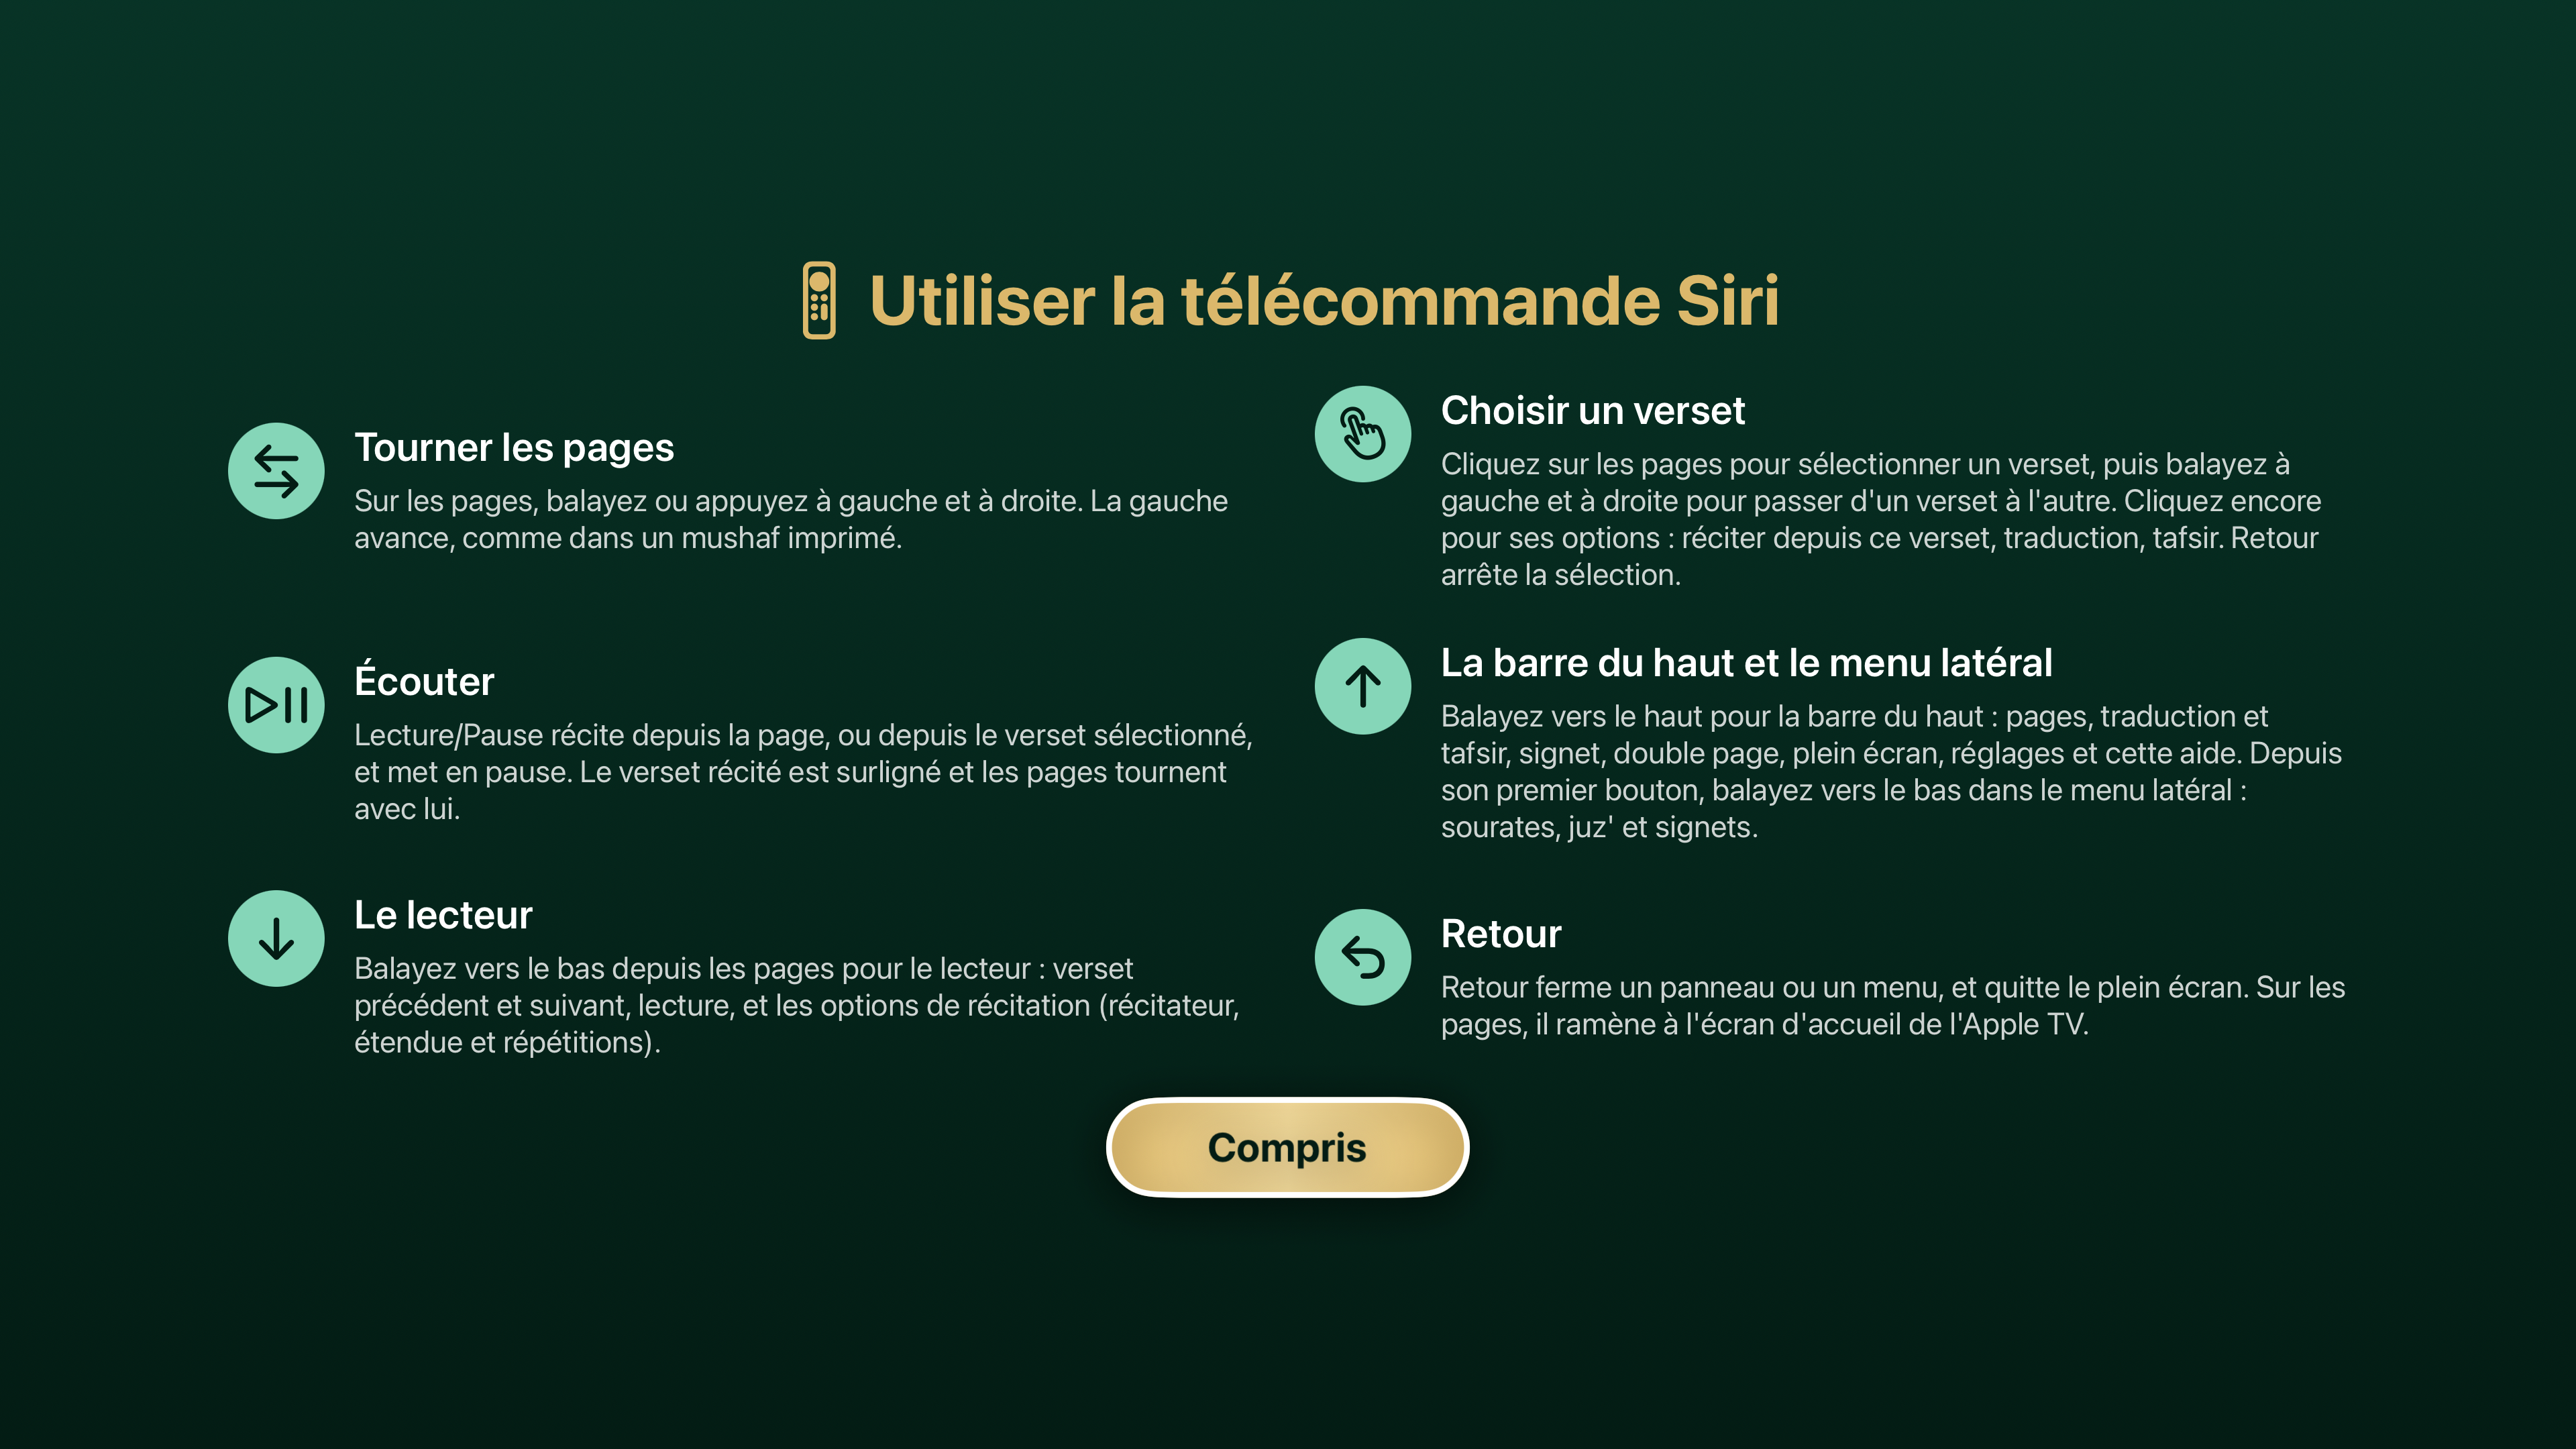 Utiliser la télécommande Siri
Tourner les pages
Sur les pages, balayez ou appuyez à gauche et à droite. La gauche
avance, comme dans un mushaf imprimé.
Choisir un verset
Cliquez sur les pages pour sélectionner un verset, puis balayez à
gauche et à droite pour passer d'un verset à l'autre. Cliquez encore
pour ses options : réciter depuis ce verset, traduction, tafsir. Retour
arrête la sélection.
Écouter
Lecture/Pause récite depuis la page, ou depuis le verset sélectionné,
et met en pause. Le verset récité est surligné et les pages tournent
avec lui.
La barre du haut et le menu latéral
Balayez vers le haut pour la barre du haut : pages, traduction et
tafsir, signet, double page, plein écran, réglages et cette aide. Depuis
son premier bouton, balayez vers le bas dans le menu latéral :
sourates, juz' et signets.
Le lecteur
Balayez vers le bas depuis les pages pour le lecteur : verset
précédent et suivant, lecture, et les options de récitation (récitateur,
étendue et répétitions).
Retour
Retour ferme un panneau ou un menu, et quitte le plein écran. Sur les
pages, il ramène à l'écran d'accueil de l'Apple TV.
Compris